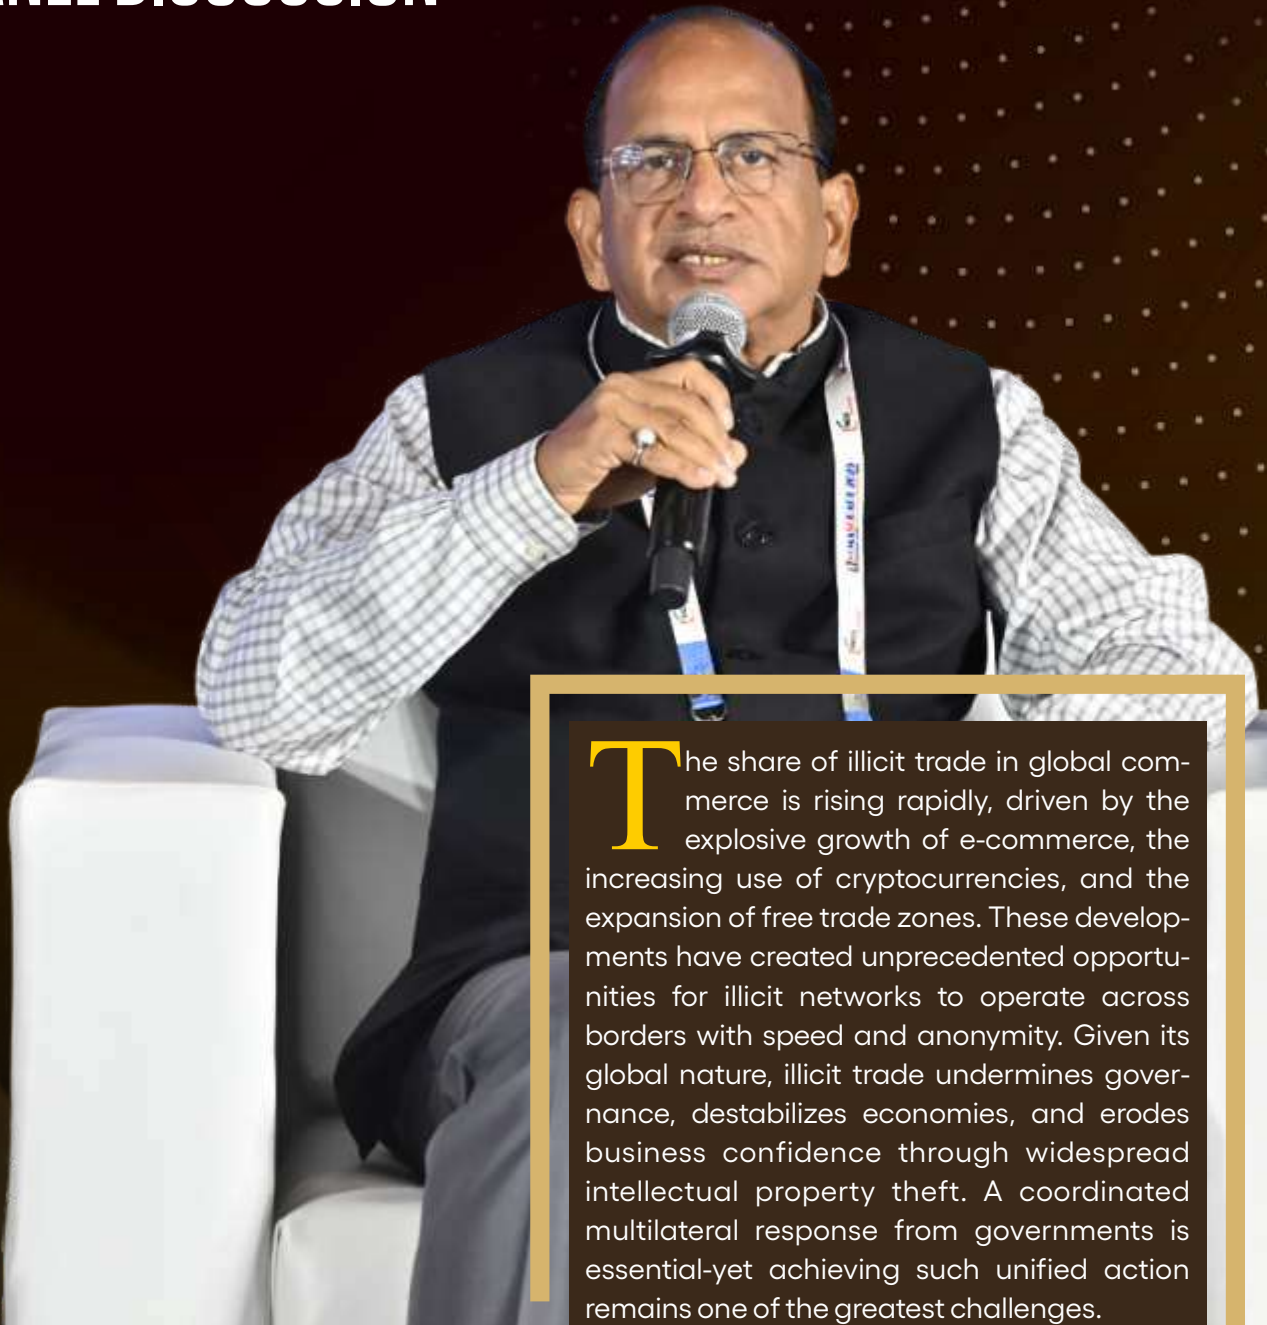 The share of illicit trade in global com-
merce is rising rapidly, driven by the
explosive growth of e-commerce, the
increasing use of cryptocurrencies, and the
expansion of free trade zones. These develop-
ments have created unprecedented opportu-
nities for illicit networks to operate across
borders with speed and anonymity. Given its
global nature, illicit trade undermines gover-
nance, destabilizes economies, and erodes
business confidence through widespread
intellectual property theft. A coordinated
multilateral response from governments is
essential-yet achieving such unified action
remains one of the greatest challenges.